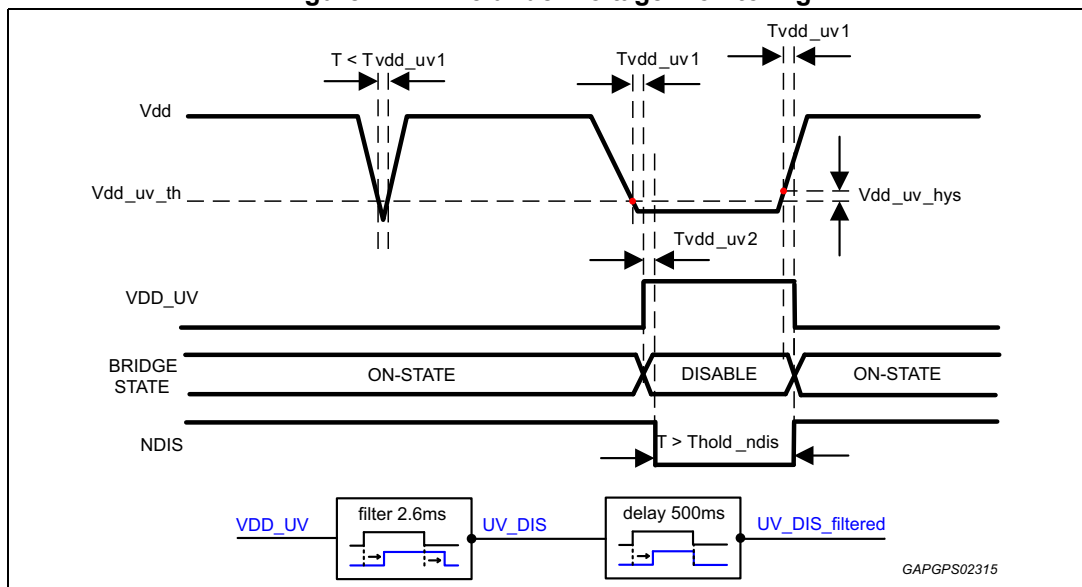 Tvdd_uv1
T < Tvdd_uv1
Tvdd_uv1
Vdd
Vdd_uv_th
Vdd_uv_hys
Tvdd_uv2
VDD_UV
BRIDGE
STATE
ON-STATE
DISABLE
ON-STATE
NDIS
T > Thold_ndis
VDD_UV
filter 2.6ms
UV_DIS
delay 500ms
UV_DIS_filtered
GAPGPS02315